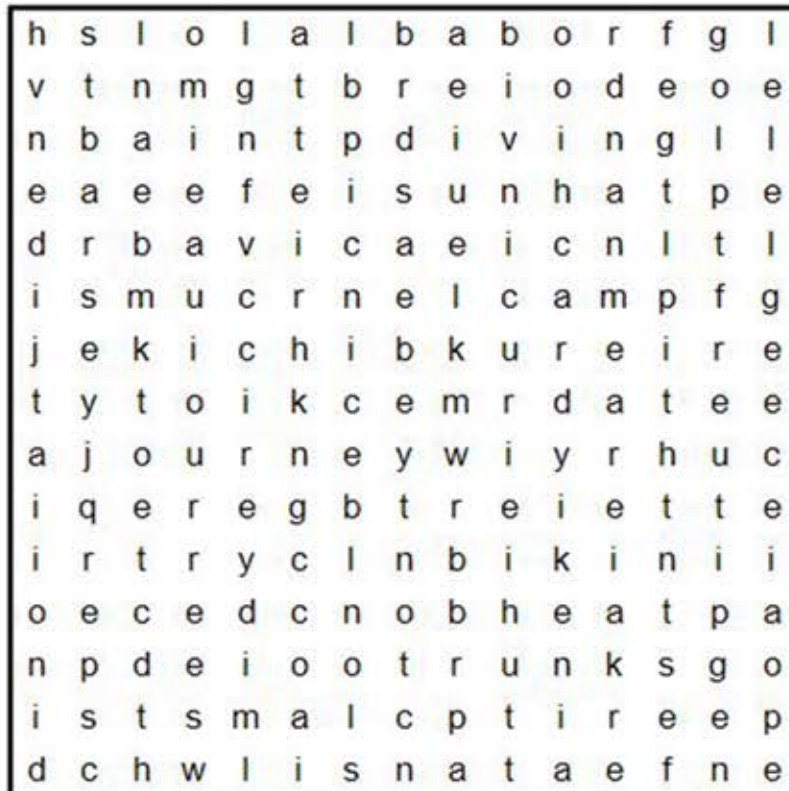 h s l o l a l b a b o r f g l
v t n m g t b r e i o d e o e
n b a i n t p d i v i n g l l
e a e e f e i s u n h a t p e
d r b a v i c a e i c n l t l
i s m u c r n e l c a m p f g
j e k i c h i b k u r e i r e
t y t o i k c e m r d a t e e
a j o u r n e y w i y r h u c
i q e r e g b t r e i e t t e
i r t r y c l n b i k i n i i
o e c e d c n o b h e a t p a
n p d e i o o t r u n k s g o
i s t s m a l c p t i r e e p
d c h w l i s n a t a e f n e